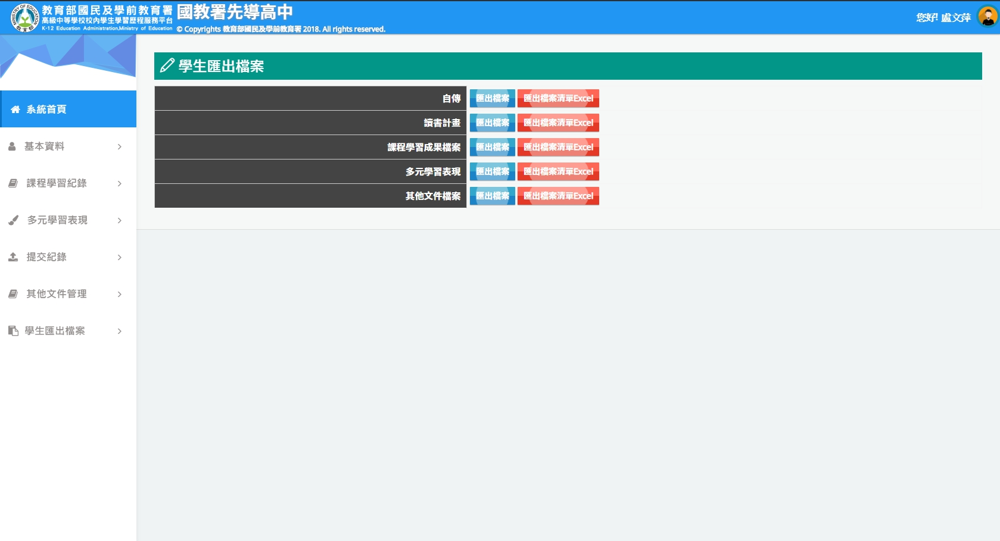 教育部國民及學前教育署
高級中等學校校內學生學習歷程服務平台
K-12 Education Administration,Ministry of Education
MINISTRY OF EDUCATION
教育部
國教署先導高中
© Copyrights 教育部國民及學前教育署 2018. All rights reserved.
您好! 盧文萍
系統首頁
基本資料
課程學習紀錄
多元學習表現
提交紀錄
其他文件管理
學生匯出檔案
學生匯出檔案
自傳 匯出檔案 匯出檔案清單Excel
讀書計畫 匯出檔案 匯出檔案清單Excel
課程學習成果檔案 匯出檔案 匯出檔案清單Excel
多元學習表現 匯出檔案 匯出檔案清單Excel
其他文件檔案 匯出檔案 匯出檔案清單Excel